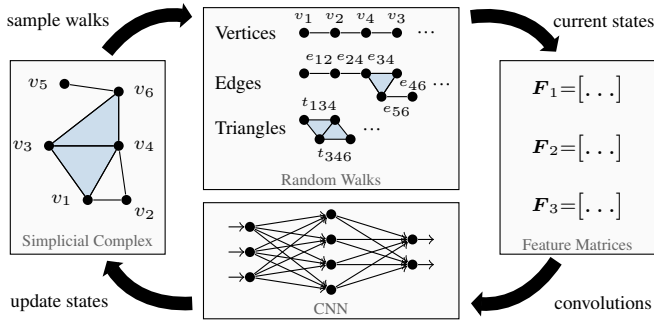 sample walks
current states
Vertices v1 v2 v4 v3 ...
Edges e12 e24 e34 e46 e56 ...
Triangles t134 t346 ...
Random Walks
v5
v6
v3
v4
v1
v2
Simplicial Complex
F1=[...]
F2=[...]
F3=[...]
Feature Matrices
CNN
update states
convolutions